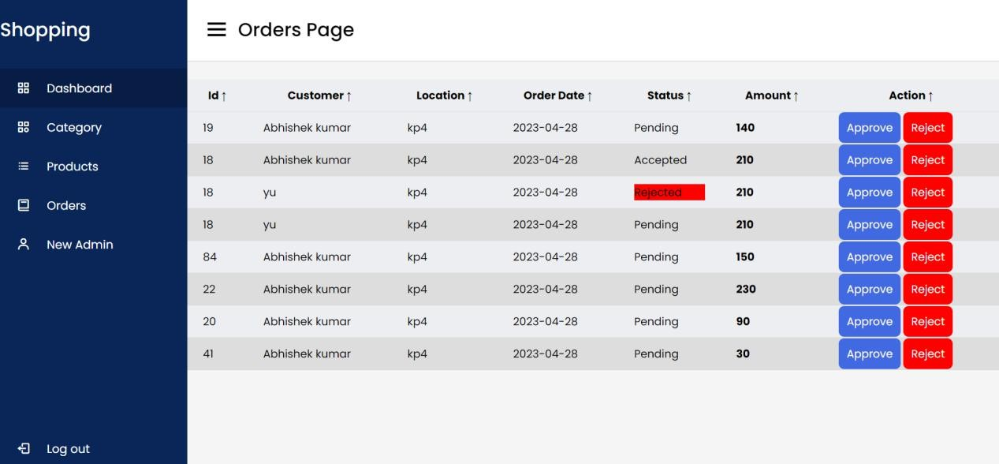 Shopping
Orders Page
Dashboard
Category
Products
Orders
New Admin
Log out
Id ↑ Customer ↑ Location ↑ Order Date ↑ Status ↑ Amount ↑ Action ↑
19 Abhishek kumar kp4 2023-04-28 Pending 140 Approve Reject
18 Abhishek kumar kp4 2023-04-28 Accepted 210 Approve Reject
18 yu kp4 2023-04-28 Rejected 210 Approve Reject
18 yu kp4 2023-04-28 Pending 210 Approve Reject
84 Abhishek kumar kp4 2023-04-28 Pending 150 Approve Reject
22 Abhishek kumar kp4 2023-04-28 Pending 230 Approve Reject
20 Abhishek kumar kp4 2023-04-28 Pending 90 Approve Reject
41 Abhishek kumar kp4 2023-04-28 Pending 30 Approve Reject